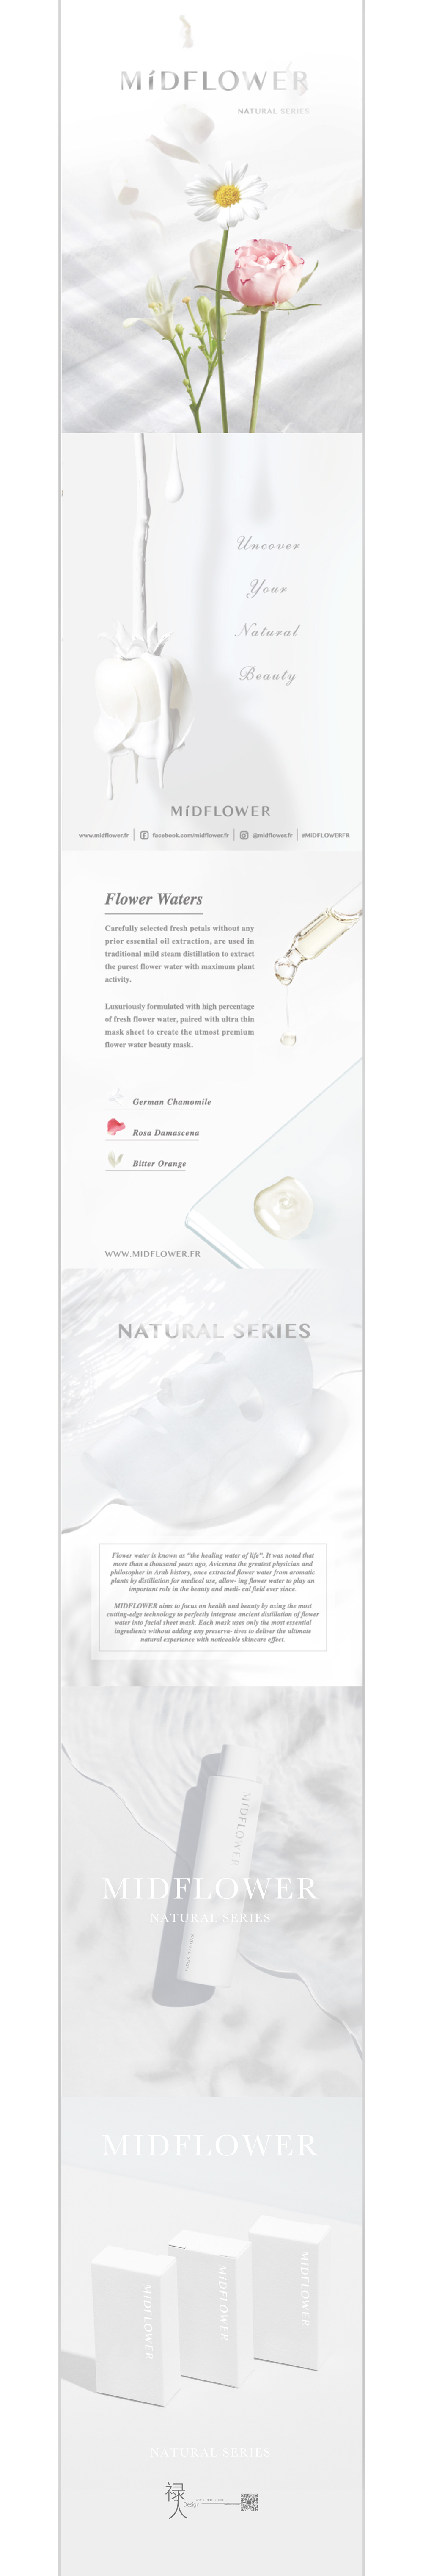 MíDFLOWER
NATURAL SERIES
Uncover
Your
Natural
Beauty
MíDFLOWER
www.midflower.fr
facebook.com/midflower.fr
@midflower.fr
#MIDFLOWERFR
Flower Waters
Carefully selected fresh petals without any
prior essential oil extraction, are used in
traditional mild steam distillation to extract
the purest flower water with maximum plant
activity.
Luxuriously formulated with high percentage
of fresh flower water, paired with ultra thin
mask sheet to create the utmost premium
flower water beauty mask.
German Chamomile
Rosa Damascena
Bitter Orange
WWW.MIDFLOWER.FR
NATURAL SERIES
Flower water is known as "the healing water of life". It was noted that
more than a thousand years ago, Avicenna the greatest physician and
philosopher in Arab history, once extracted flower water from aromatic
plants by distillation for medical use, allow- ing flower water to play an
important role in the beauty and medi- cal field ever since.
MIDFLOWER aims to focus on health and beauty by using the most
cutting-edge technology to perfectly integrate ancient distillation of flower
water into facial sheet mask. Each mask uses only the most essential
ingredients without adding any preserva- tives to deliver the ultimate
natural experience with noticeable skincare effect.
MíDFLOWER
MIDFLOWER
NATURAL SERIES
MIDFLOWER
MíDFLOWER
MíDFLOWER
MíDFLOWER
NATURAL SERIES
禄人
Design